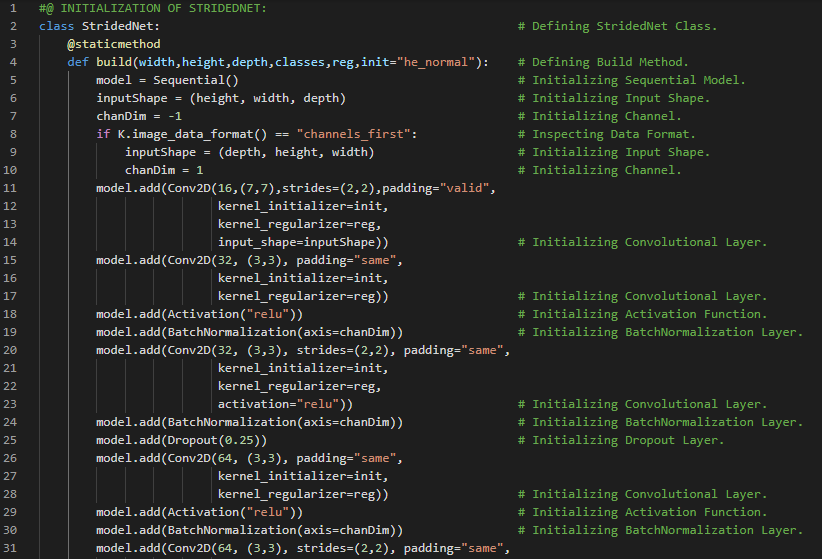 1 #@ INITIALIZATION OF STRIDEDNET:
2 class StridedNet: # Defining StridedNet Class.
3 @staticmethod
4 def build(width,height,depth,classes,reg,init="he_normal"): # Defining Build Method.
5 model = Sequential() # Initializing Sequential Model.
6 inputShape = (height, width, depth) # Initializing Input Shape.
7 chanDim = -1 # Initializing Channel.
8 if K.image_data_format() == "channels_first": # Inspecting Data Format.
9 inputShape = (depth, height, width) # Initializing Input Shape.
10 chanDim = 1 # Initializing Channel.
11 model.add(Conv2D(16,(7,7),strides=(2,2),padding="valid",
12 kernel_initializer=init,
13 kernel_regularizer=reg,
14 input_shape=inputShape)) # Initializing Convolutional Layer.
15 model.add(Conv2D(32, (3,3), padding="same",
16 kernel_initializer=init,
17 kernel_regularizer=reg)) # Initializing Convolutional Layer.
18 model.add(Activation("relu")) # Initializing Activation Function.
19 model.add(BatchNormalization(axis=chanDim)) # Initializing BatchNormalization Layer.
20 model.add(Conv2D(32, (3,3), strides=(2,2), padding="same",
21 kernel_initializer=init,
22 kernel_regularizer=reg,
23 activation="relu")) # Initializing Convolutional Layer.
24 model.add(BatchNormalization(axis=chanDim)) # Initializing BatchNormalization Layer.
25 model.add(Dropout(0.25)) # Initializing Dropout Layer.
26 model.add(Conv2D(64, (3,3), padding="same",
27 kernel_initializer=init,
28 kernel_regularizer=reg)) # Initializing Convolutional Layer.
29 model.add(Activation("relu")) # Initializing Activation Function.
30 model.add(BatchNormalization(axis=chanDim)) # Initializing BatchNormalization Layer.
31 model.add(Conv2D(64, (3,3), strides=(2,2), padding="same",